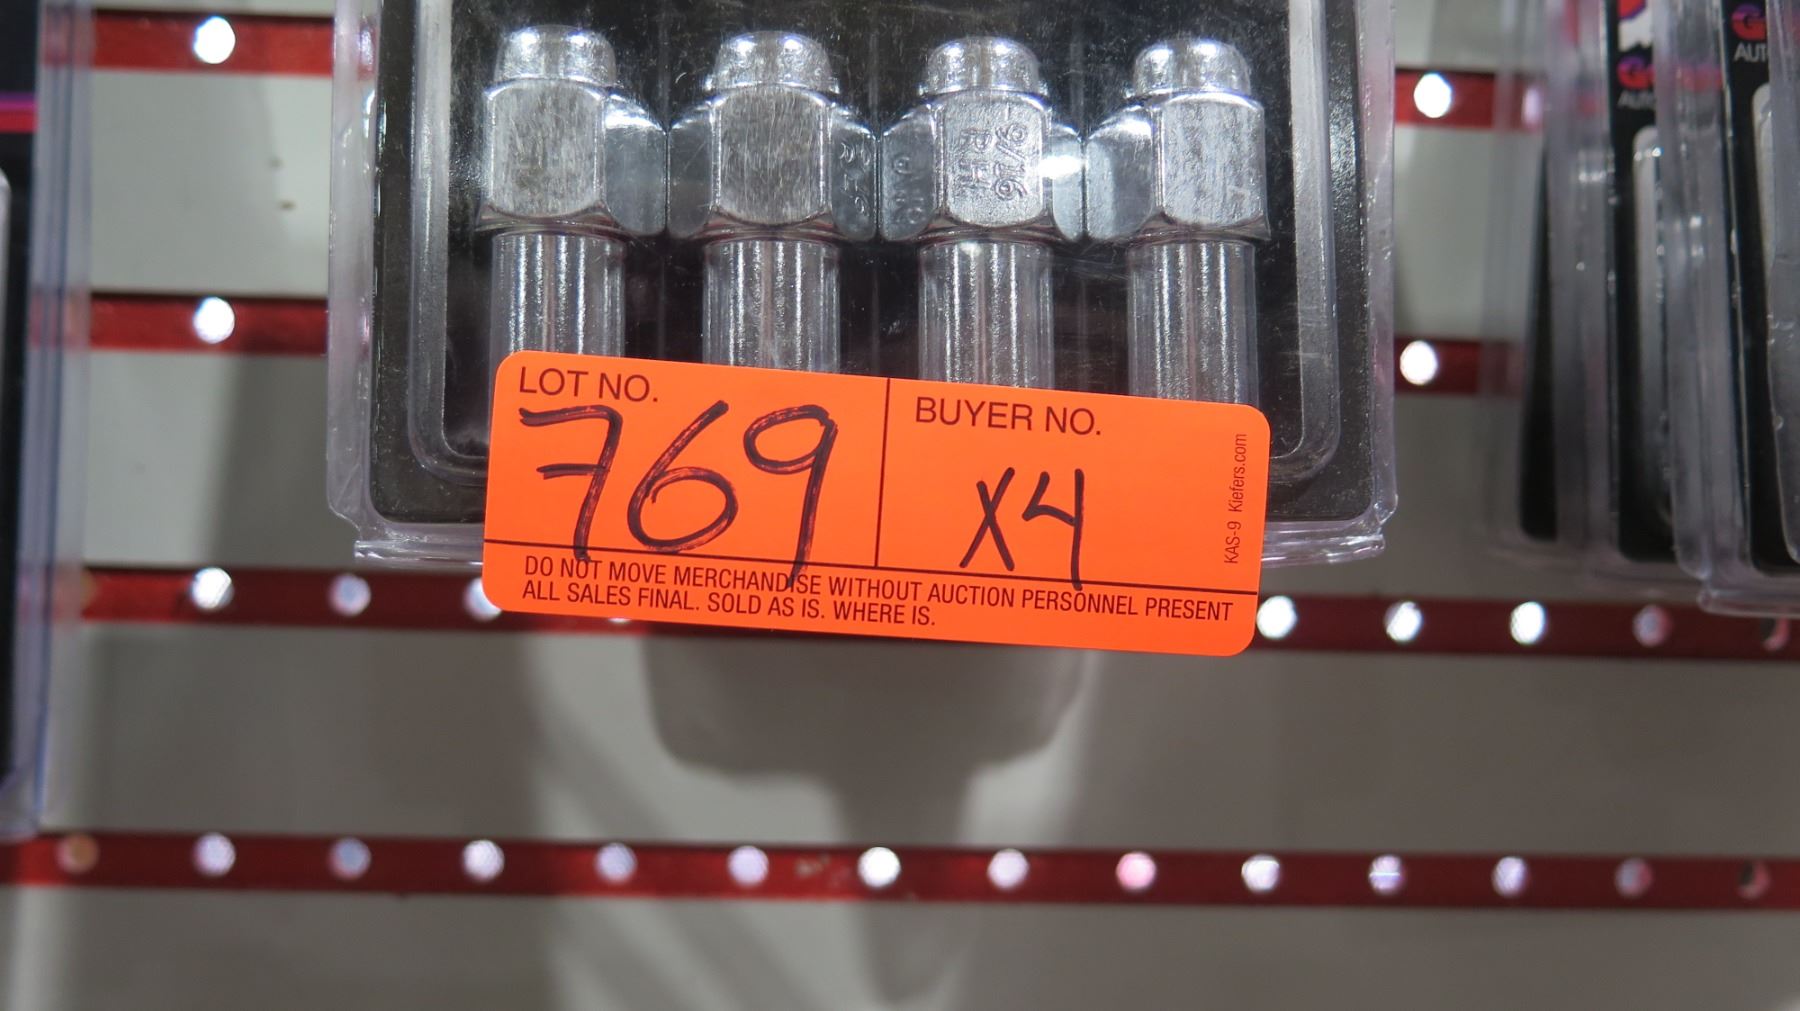 9/16
RH
LOT NO.
769
BUYER NO.
X4
KAS-9 Kiefers.com
DO NOT MOVE MERCHANDISE WITHOUT AUCTION PERSONNEL PRESENT
ALL SALES FINAL. SOLD AS IS. WHERE IS.